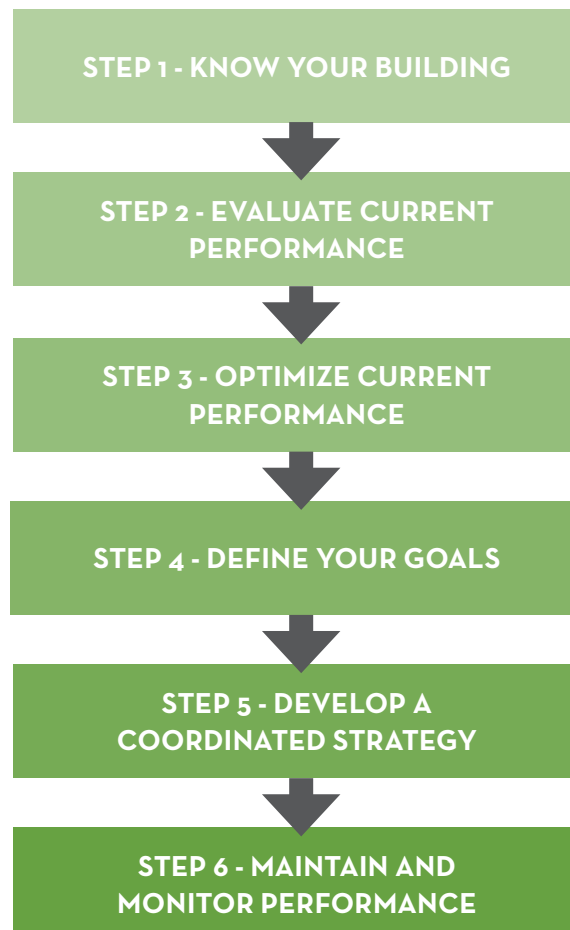 STEP 1 - KNOW YOUR BUILDING
STEP 2 - EVALUATE CURRENT
PERFORMANCE
STEP 3 - OPTIMIZE CURRENT
PERFORMANCE
STEP 4 - DEFINE YOUR GOALS
STEP 5 - DEVELOP A
COORDINATED STRATEGY
STEP 6 - MAINTAIN AND
MONITOR PERFORMANCE